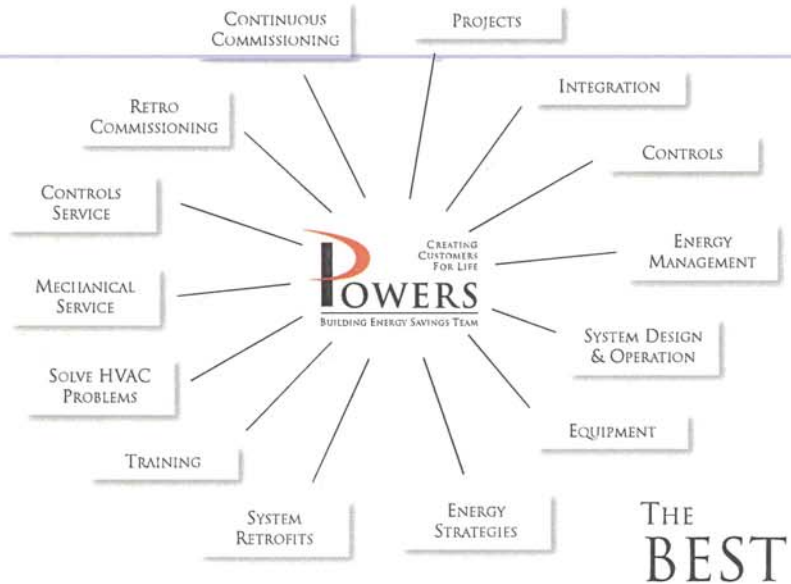 CONTINUOUS
COMMISSIONING
PROJECTS
RETRO
COMMISSIONING
INTEGRATION
CONTROLS
CONTROLS
SERVICE
CREATING
CUSTOMERS
FOR LIFE
POWERS
BUILDING ENERGY SAVINGS TEAM
ENERGY
MANAGEMENT
MECHANICAL
SERVICE
SYSTEM DESIGN
& OPERATION
SOLVE HVAC
PROBLEMS
EQUIPMENT
TRAINING
SYSTEM
RETROFITS
ENERGY
STRATEGIES
THE
BEST